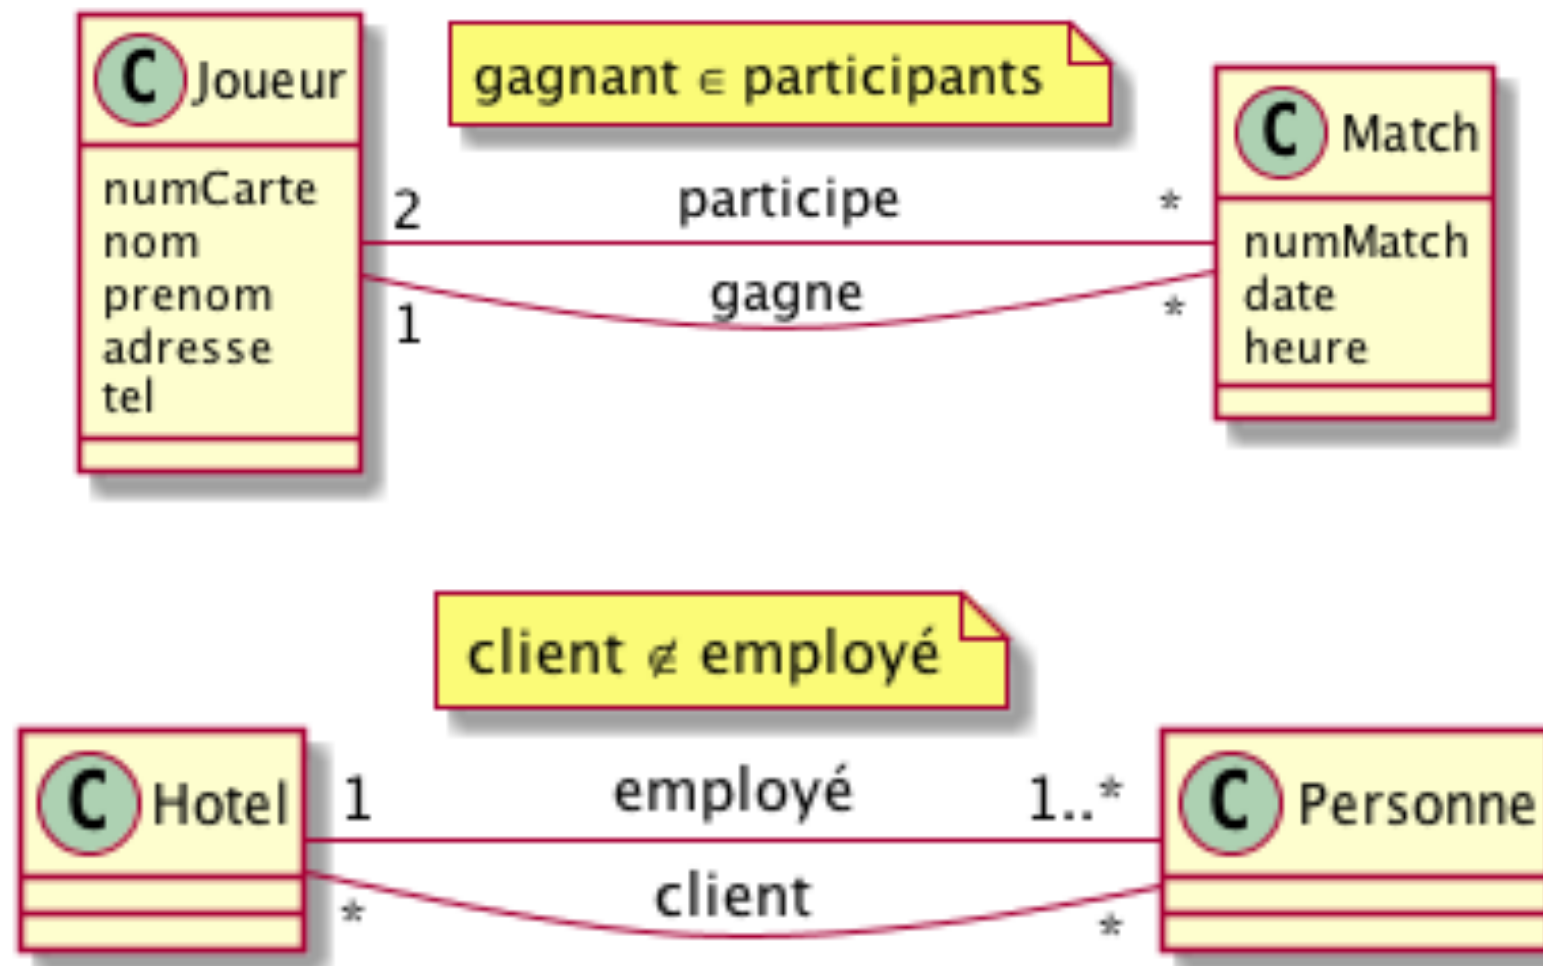 C Joueur
gagnant ∈ participants
C Match
numCarte
nom
prenom
adresse
tel
2
participe
*
1
gagne
*
numMatch
date
heure
client ∉ employé
C Hotel
1
employé
1..*
*
client
*
C Personne